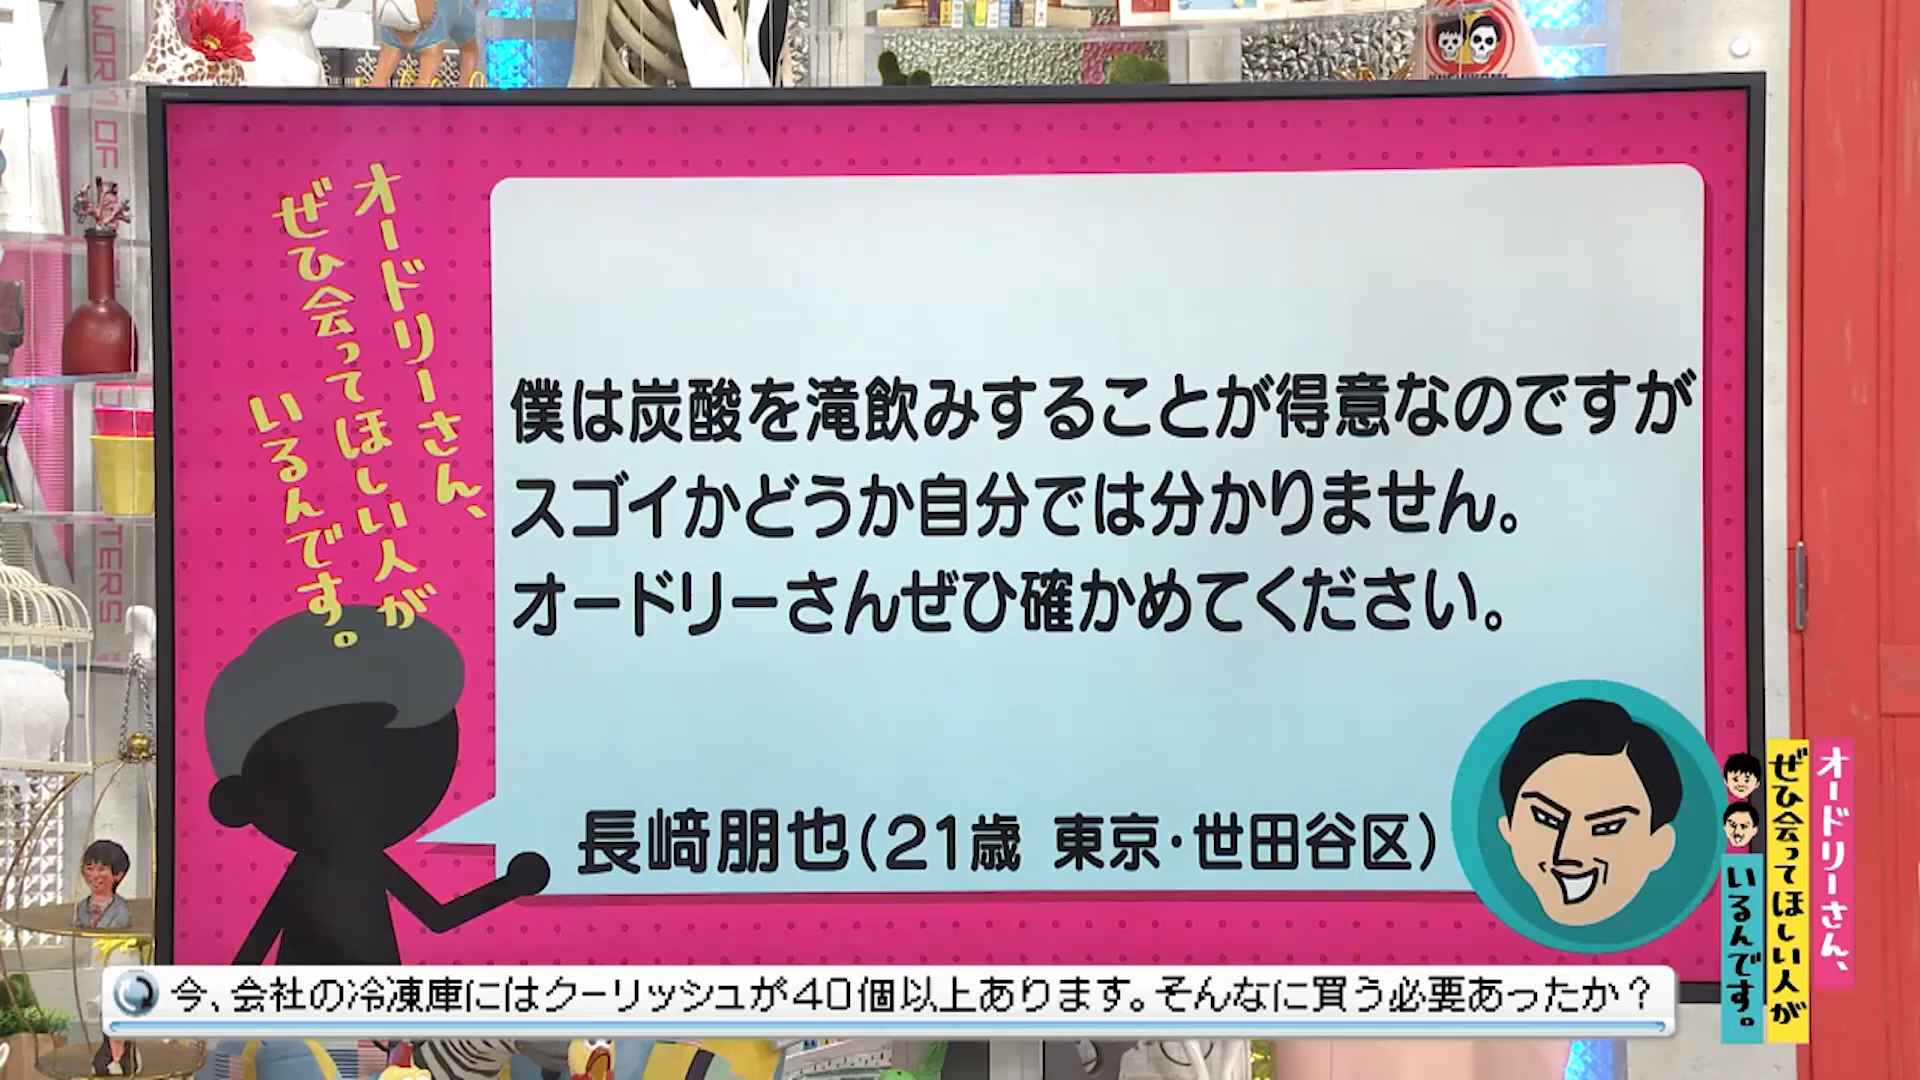 オードリーさん、
ぜひ会ってほしい人が
いるんです。
僕は炭酸を滝飲みすることが得意なのですが
スゴイかどうか自分では分かりません。
オードリーさんぜひ確かめてください。
長﨑朋也(21歳 東京・世田谷区)
オードリーさん、
ぜひ会ってほしい人が
いるんです。
今、会社の冷凍庫にはクーリッシュが40個以上あります。そんなに買う必要あったか?